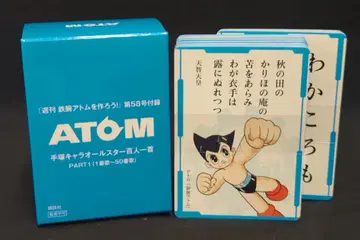 「週刊 鉄腕アトムを作ろう!」第58号付録
ATOM
手塚キャラオールスター百人一首
PART1(1番歌〜50番歌)
講談社
秋の田の
かりほの庵の
苫をあらみ
わが衣手は
露にぬれつつ
天智天皇
わかころも